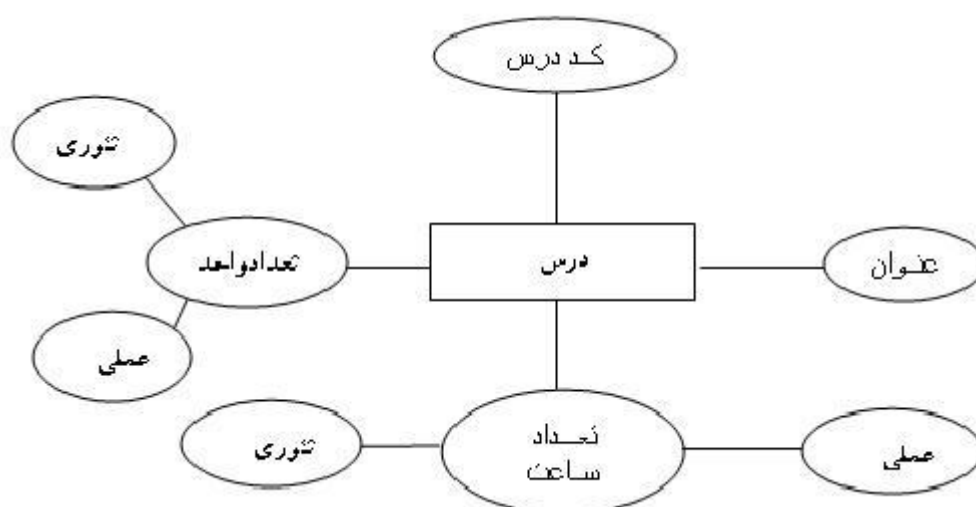 کد درس
تئوری
درس
تعدادواحد
عنوان
عملی
تئوری
تعداد
ساعت
عملی